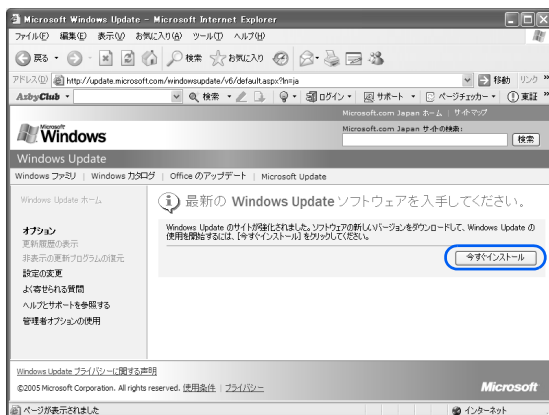 Microsoft Windows Update - Microsoft Internet Explorer
ファイル(F) 編集(E) 表示(V) お気に入り(A) ツール(T) ヘルプ(H)
戻る 検索 お気に入り
アドレス(D) http://update.microsoft.com/windowsupdate/v6/default.aspx?ln=ja 移動 リンク »
AzbyClub 検索 ログイン サポート ページチェッカー 東証 »
Microsoft.com Japan ホーム | サイトマップ
Microsoft Windows
Microsoft.com Japan サイトの検索:
検索
Windows Update
Windows ファミリ | Windows カタログ | Office のアップデート | Microsoft Update
Windows Update ホーム
オプション
更新履歴の表示
非表示の更新プログラムの復元
設定の変更
よく寄せられる質問
ヘルプとサポートを参照する
管理者オプションの使用
最新の Windows Update ソフトウェアを入手してください。
Windows Update のサイトが強化されました。ソフトウェアの新しいバージョンをダウンロードして、Windows Update の
使用を開始するには、[今すぐインストール] をクリックしてください。
今すぐインストール
Windows Update プライバシーに関する声明
©2005 Microsoft Corporation. All rights reserved. 使用条件 | プライバシー
Microsoft
ページが表示されました インターネット